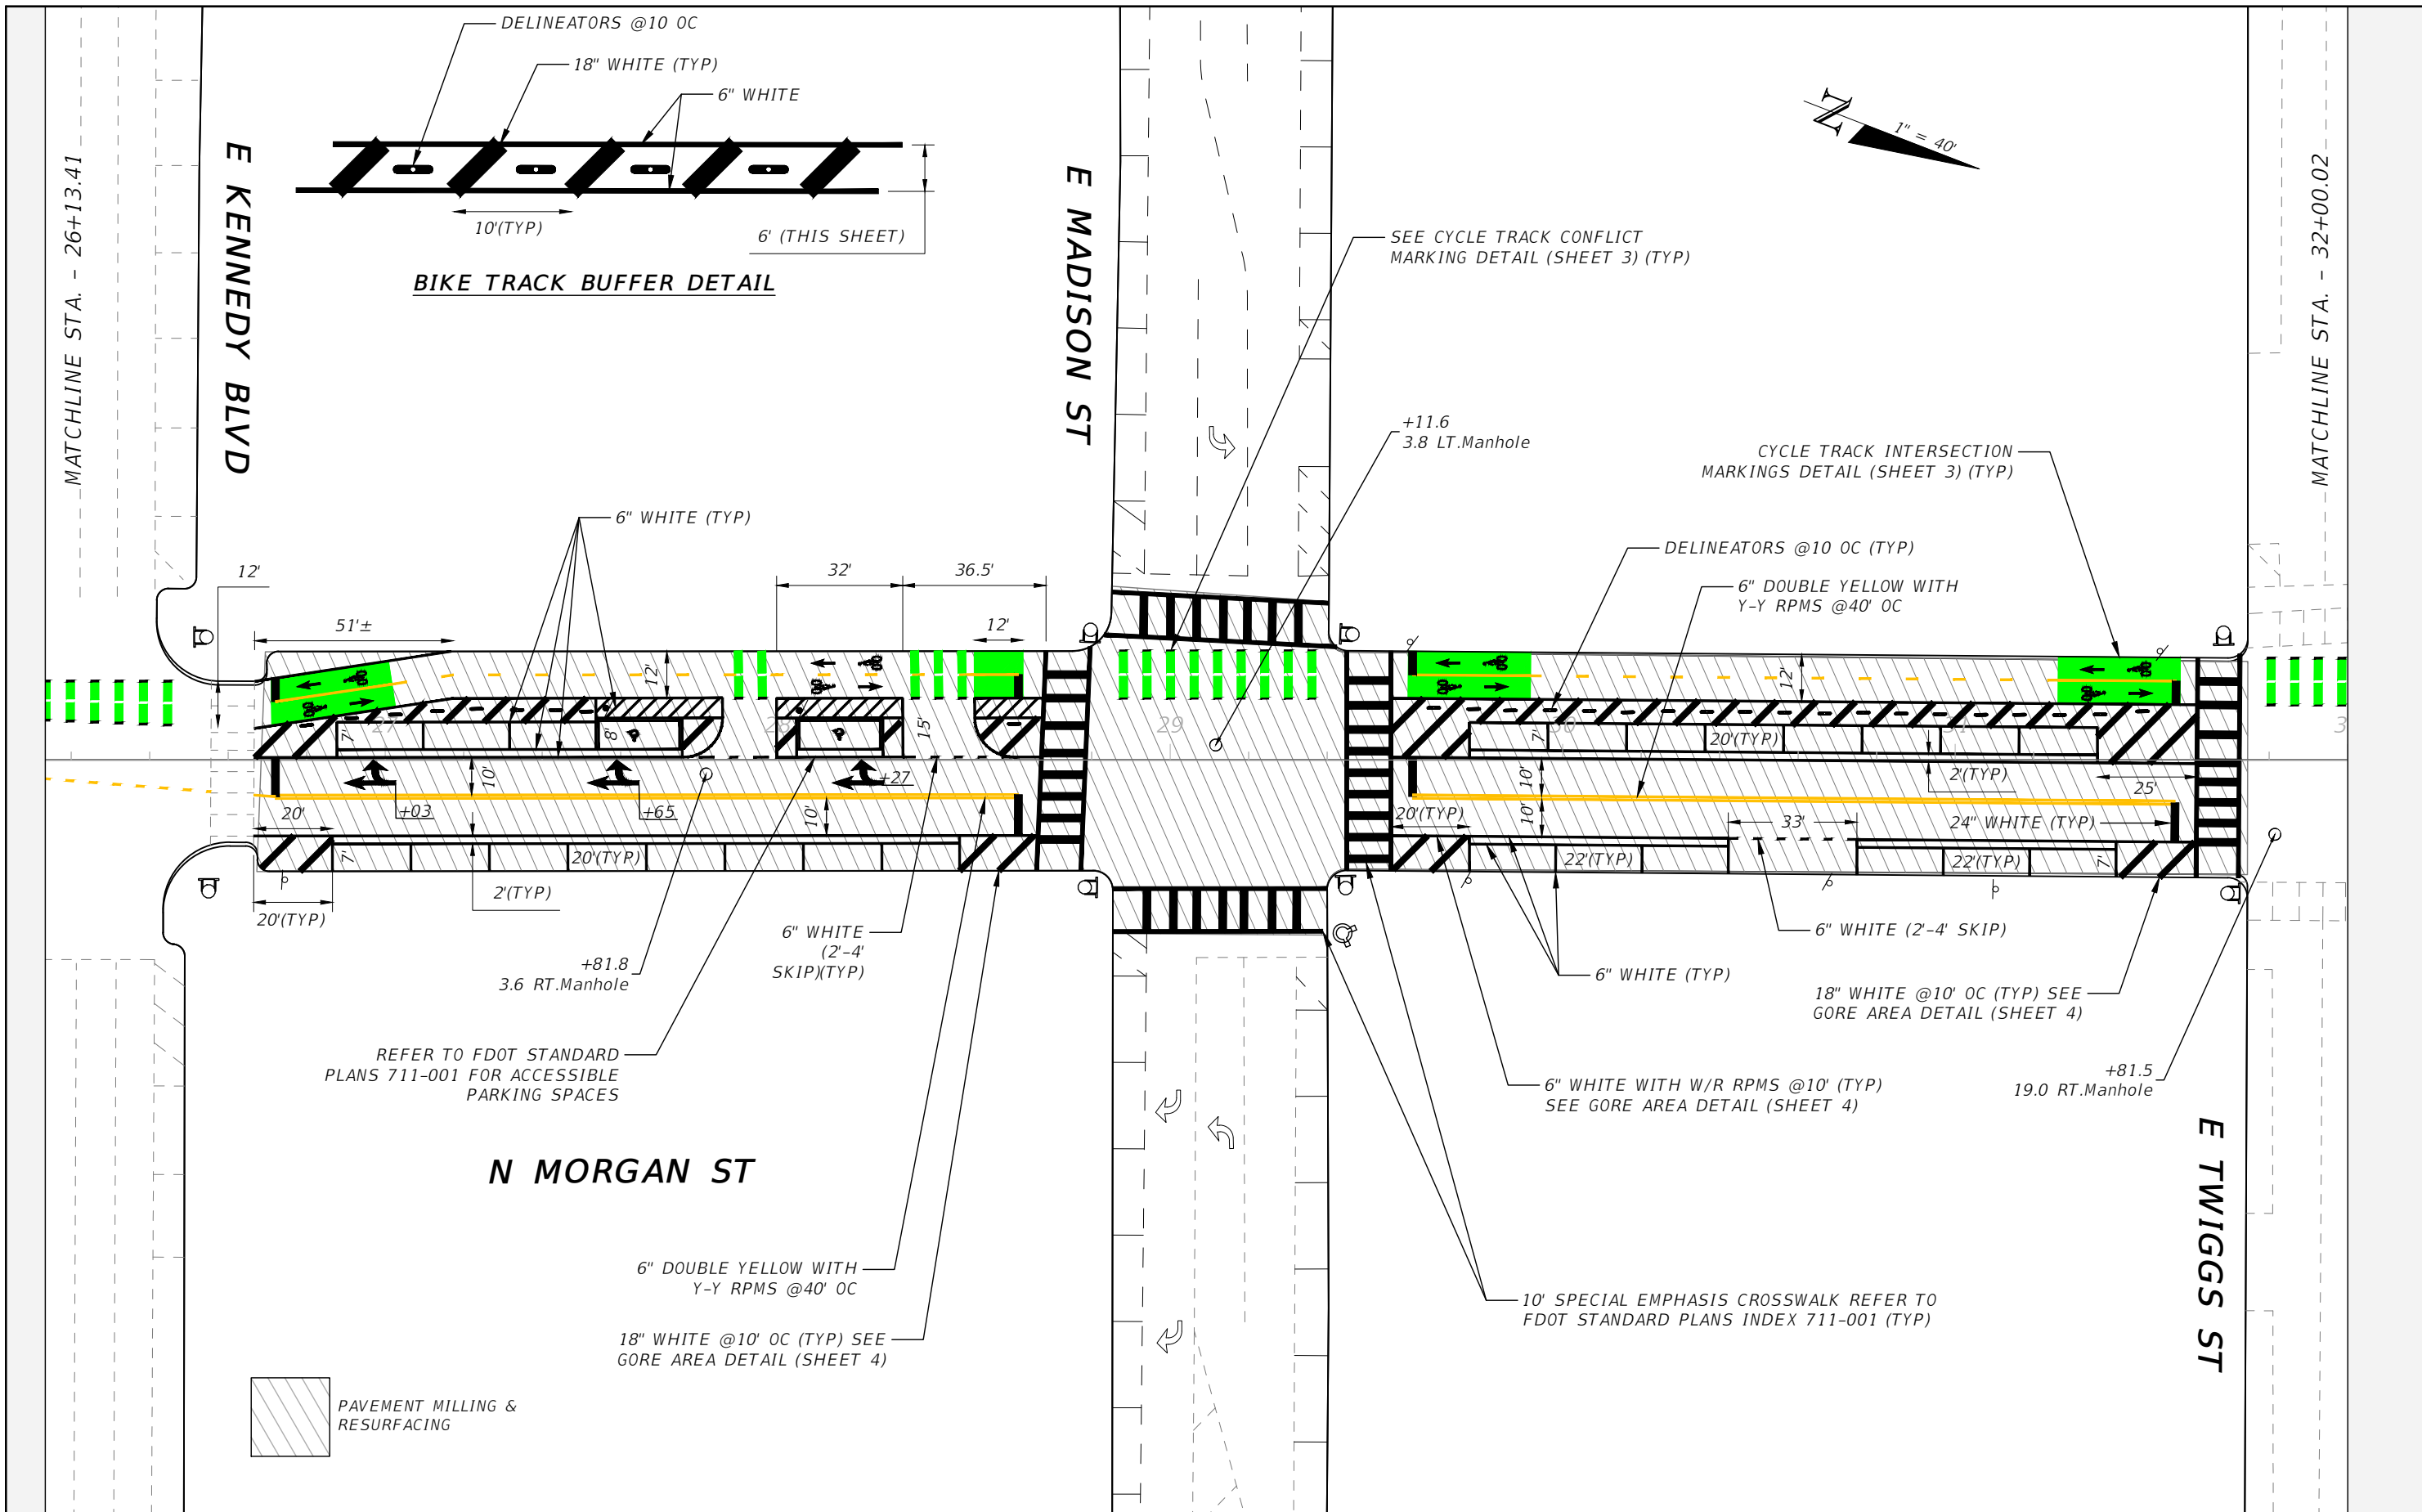 DELINEATORS @10 OC
18" WHITE (TYP)
6" WHITE
10'(TYP)
6' (THIS SHEET)
BIKE TRACK BUFFER DETAIL
MATCHLINE STA. - 26+13.41
E KENNEDY BLVD
E MADISON ST
N
1" = 40'
MATCHLINE STA. - 32+00.02
SEE CYCLE TRACK CONFLICT
MARKING DETAIL (SHEET 3) (TYP)
+11.6
3.8 LT.Manhole
CYCLE TRACK INTERSECTION
MARKINGS DETAIL (SHEET 3) (TYP)
6" WHITE (TYP)
DELINEATORS @10 OC (TYP)
6" DOUBLE YELLOW WITH
Y-Y RPMS @40' OC
12'
51'±
32'
36.5'
12'
12'
12'
27
28
29
30
31
3
7'
8'
15'
7'
20'(TYP)
2'(TYP)
25'
10'
10'
10'
10'
+03
+65
+27
20'
7'
20'(TYP)
20'(TYP)
2'(TYP)
20'(TYP)
33'
24" WHITE (TYP)
22'(TYP)
22'(TYP)
7'
6" WHITE
(2'-4'
SKIP)(TYP)
+81.8
3.6 RT.Manhole
6" WHITE (2'-4' SKIP)
6" WHITE (TYP)
18" WHITE @10' OC (TYP) SEE
GORE AREA DETAIL (SHEET 4)
REFER TO FDOT STANDARD
PLANS 711-001 FOR ACCESSIBLE
PARKING SPACES
6" WHITE WITH W/R RPMS @10' (TYP)
SEE GORE AREA DETAIL (SHEET 4)
+81.5
19.0 RT.Manhole
N MORGAN ST
E TWIGGS ST
6" DOUBLE YELLOW WITH
Y-Y RPMS @40' OC
10' SPECIAL EMPHASIS CROSSWALK REFER TO
FDOT STANDARD PLANS INDEX 711-001 (TYP)
18" WHITE @10' OC (TYP) SEE
GORE AREA DETAIL (SHEET 4)
PAVEMENT MILLING &
RESURFACING